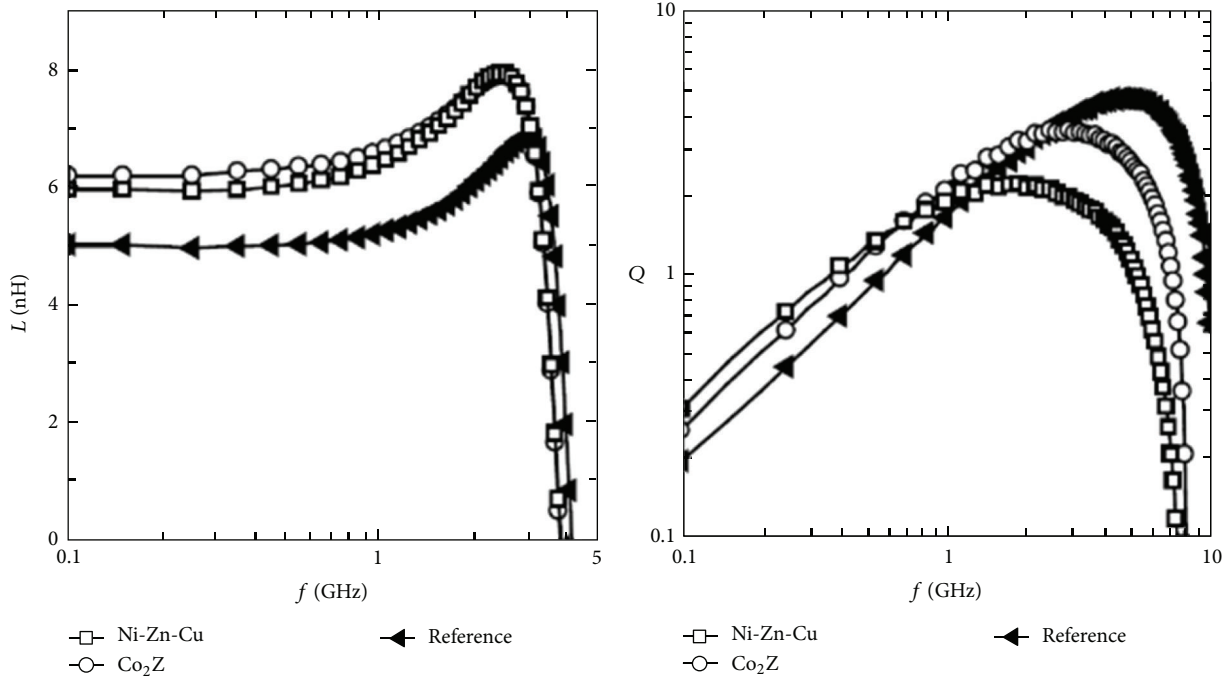 8
6
4
2
0
L (nH)
0.1
1
5
f (GHz)
Ni-Zn-Cu
Co₂Z
Reference
10
1
0.1
Q
0.1
1
10
f (GHz)
Ni-Zn-Cu
Co₂Z
Reference